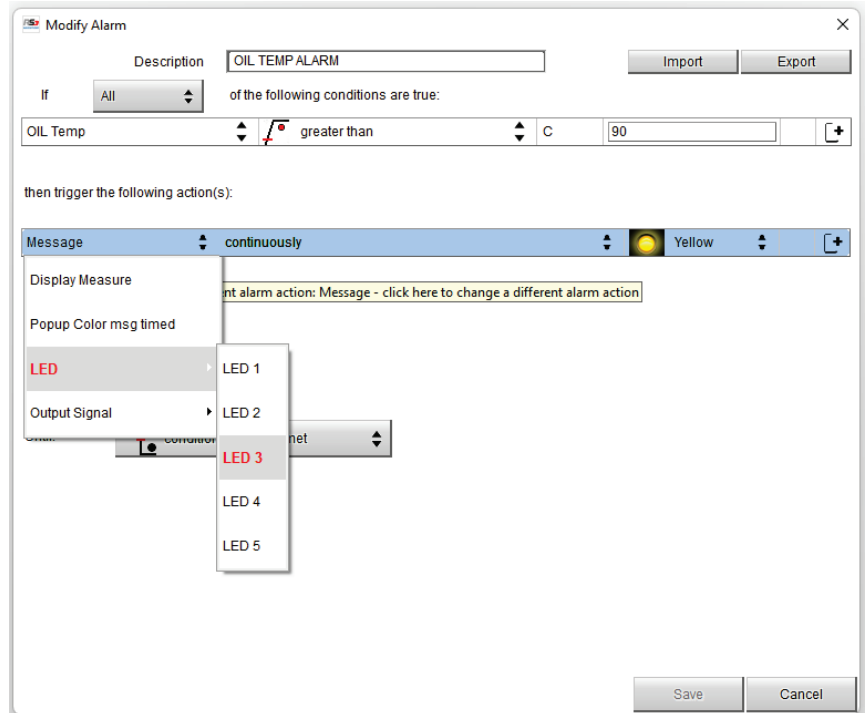 RS3 Modify Alarm
Description OIL TEMP ALARM Import Export
If All of the following conditions are true:
OIL Temp greater than C 90
then trigger the following action(s):
Message continuously Yellow
Display Measure
nt alarm action: Message - click here to change a different alarm action
Popup Color msg timed
LED
LED 1
Output Signal
LED 2
net
LED 3
LED 4
LED 5
Save Cancel